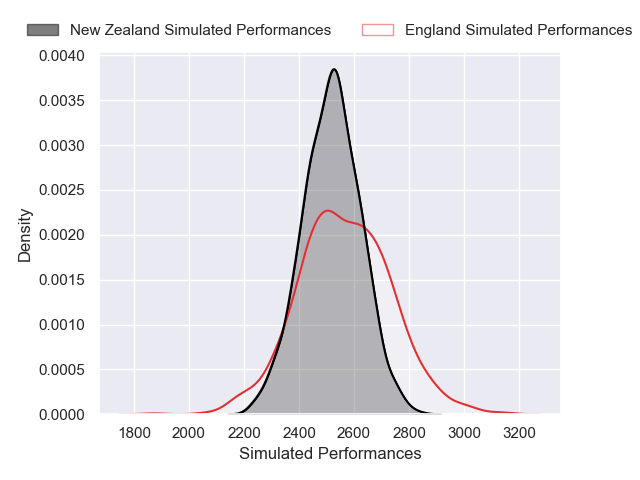 New Zealand Simulated Performances England Simulated Performances
0.0040
0.0035
0.0030
0.0025
0.0020
0.0015
0.0010
0.0005
0.0000
Density
1800 2000 2200 2400 2600 2800 3000 3200
Simulated Performances